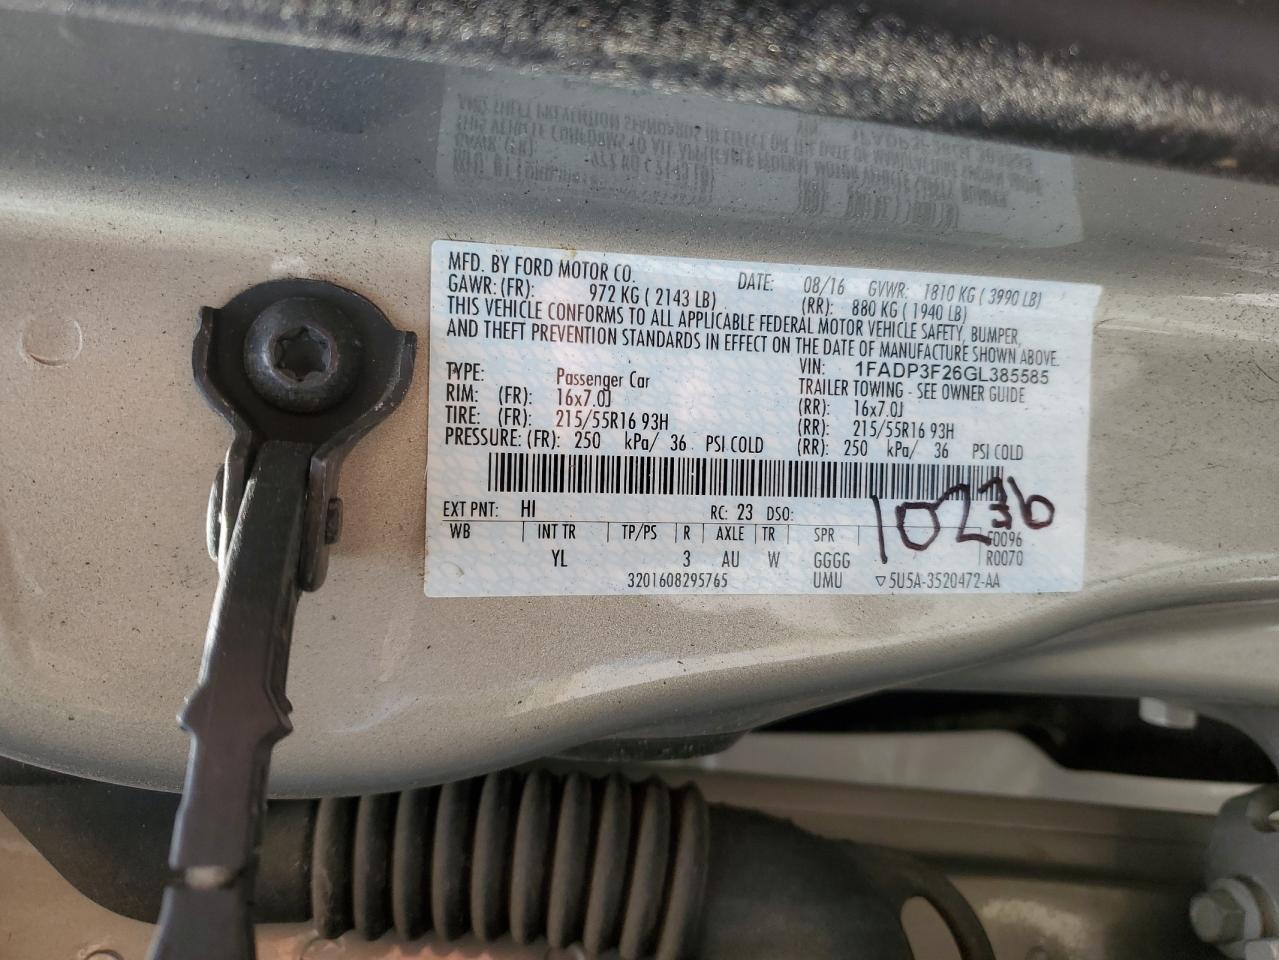 MFD. BY FORD MOTOR CO. DATE: 08/16 GVWR: 1810 KG ( 3990 LB)
GAWR: (FR): 972 KG ( 2143 LB) (RR): 880 KG ( 1940 LB)
THIS VEHICLE CONFORMS TO ALL APPLICABLE FEDERAL MOTOR VEHICLE SAFETY, BUMPER,
AND THEFT PREVENTION STANDARDS IN EFFECT ON THE DATE OF MANUFACTURE SHOWN ABOVE.
VIN: 1FADP3F26GL385585
TYPE: Passenger Car TRAILER TOWING - SEE OWNER GUIDE
RIM: (FR): 16x7.0J (RR): 16x7.0J
TIRE: (FR): 215/55R16 93H (RR): 215/55R16 93H
PRESSURE: (FR): 250 kPa/ 36 PSI COLD (RR): 250 kPa/ 36 PSI COLD
EXT PNT: HI RC: 23 DSO:
WB INT TR TP/PS R AXLE TR SPR F0096
YL 3 AU W GGGG R0070
3201608295765 UMU ▽5U5A-3520472-AA